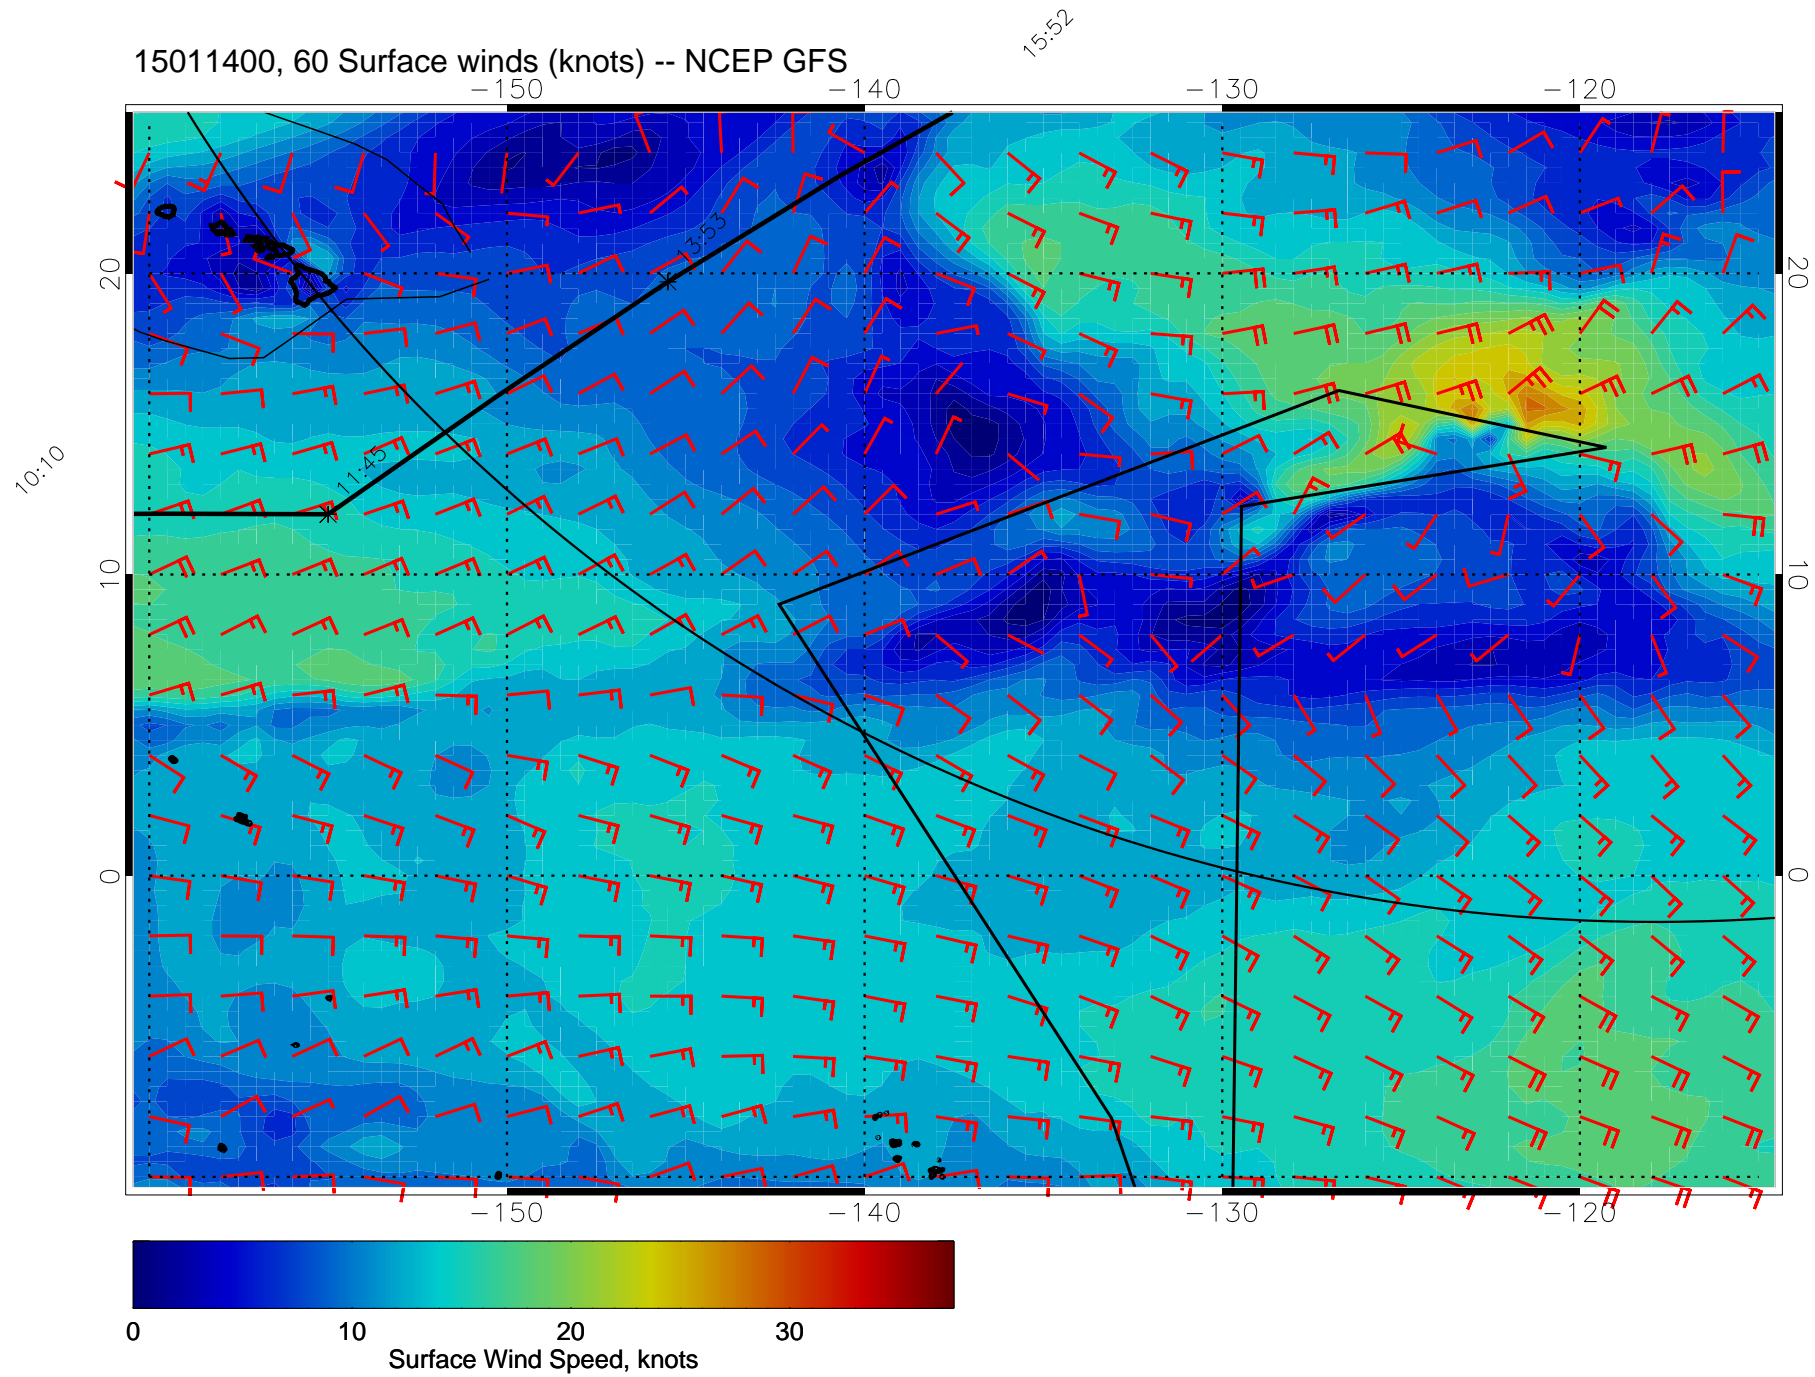 15:52
15011400, 60 Surface winds (knots) -- NCEP GFS
-150 -140 -130 -120
13:53
20 20
11:45
10:10
10 10
0 0
-150 -140 -130 -120
0 10 20 30
Surface Wind Speed, knots